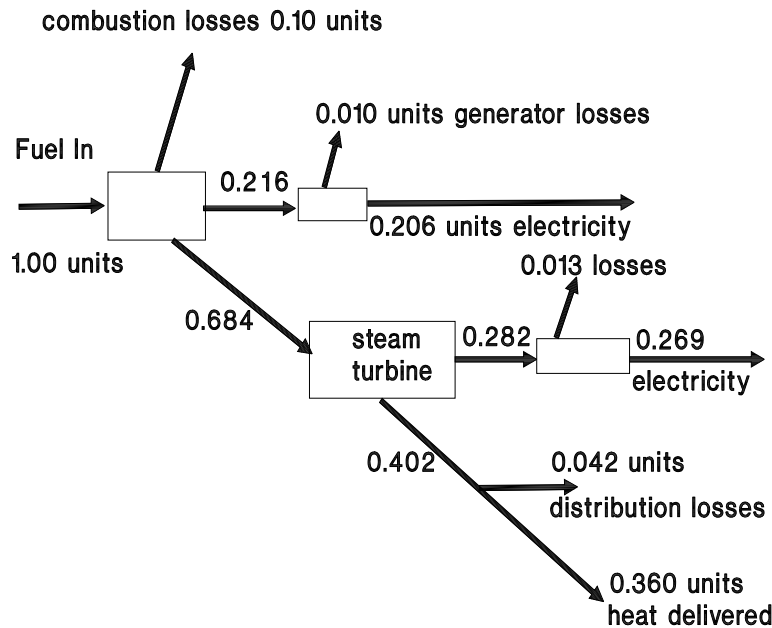 combustion losses 0.10 units
0.010 units generator losses
Fuel In
0.216
0.206 units electricity
1.00 units
0.013 losses
0.684
steam
turbine
0.282
0.269
electricity
0.402
0.042 units
distribution losses
0.360 units
heat delivered